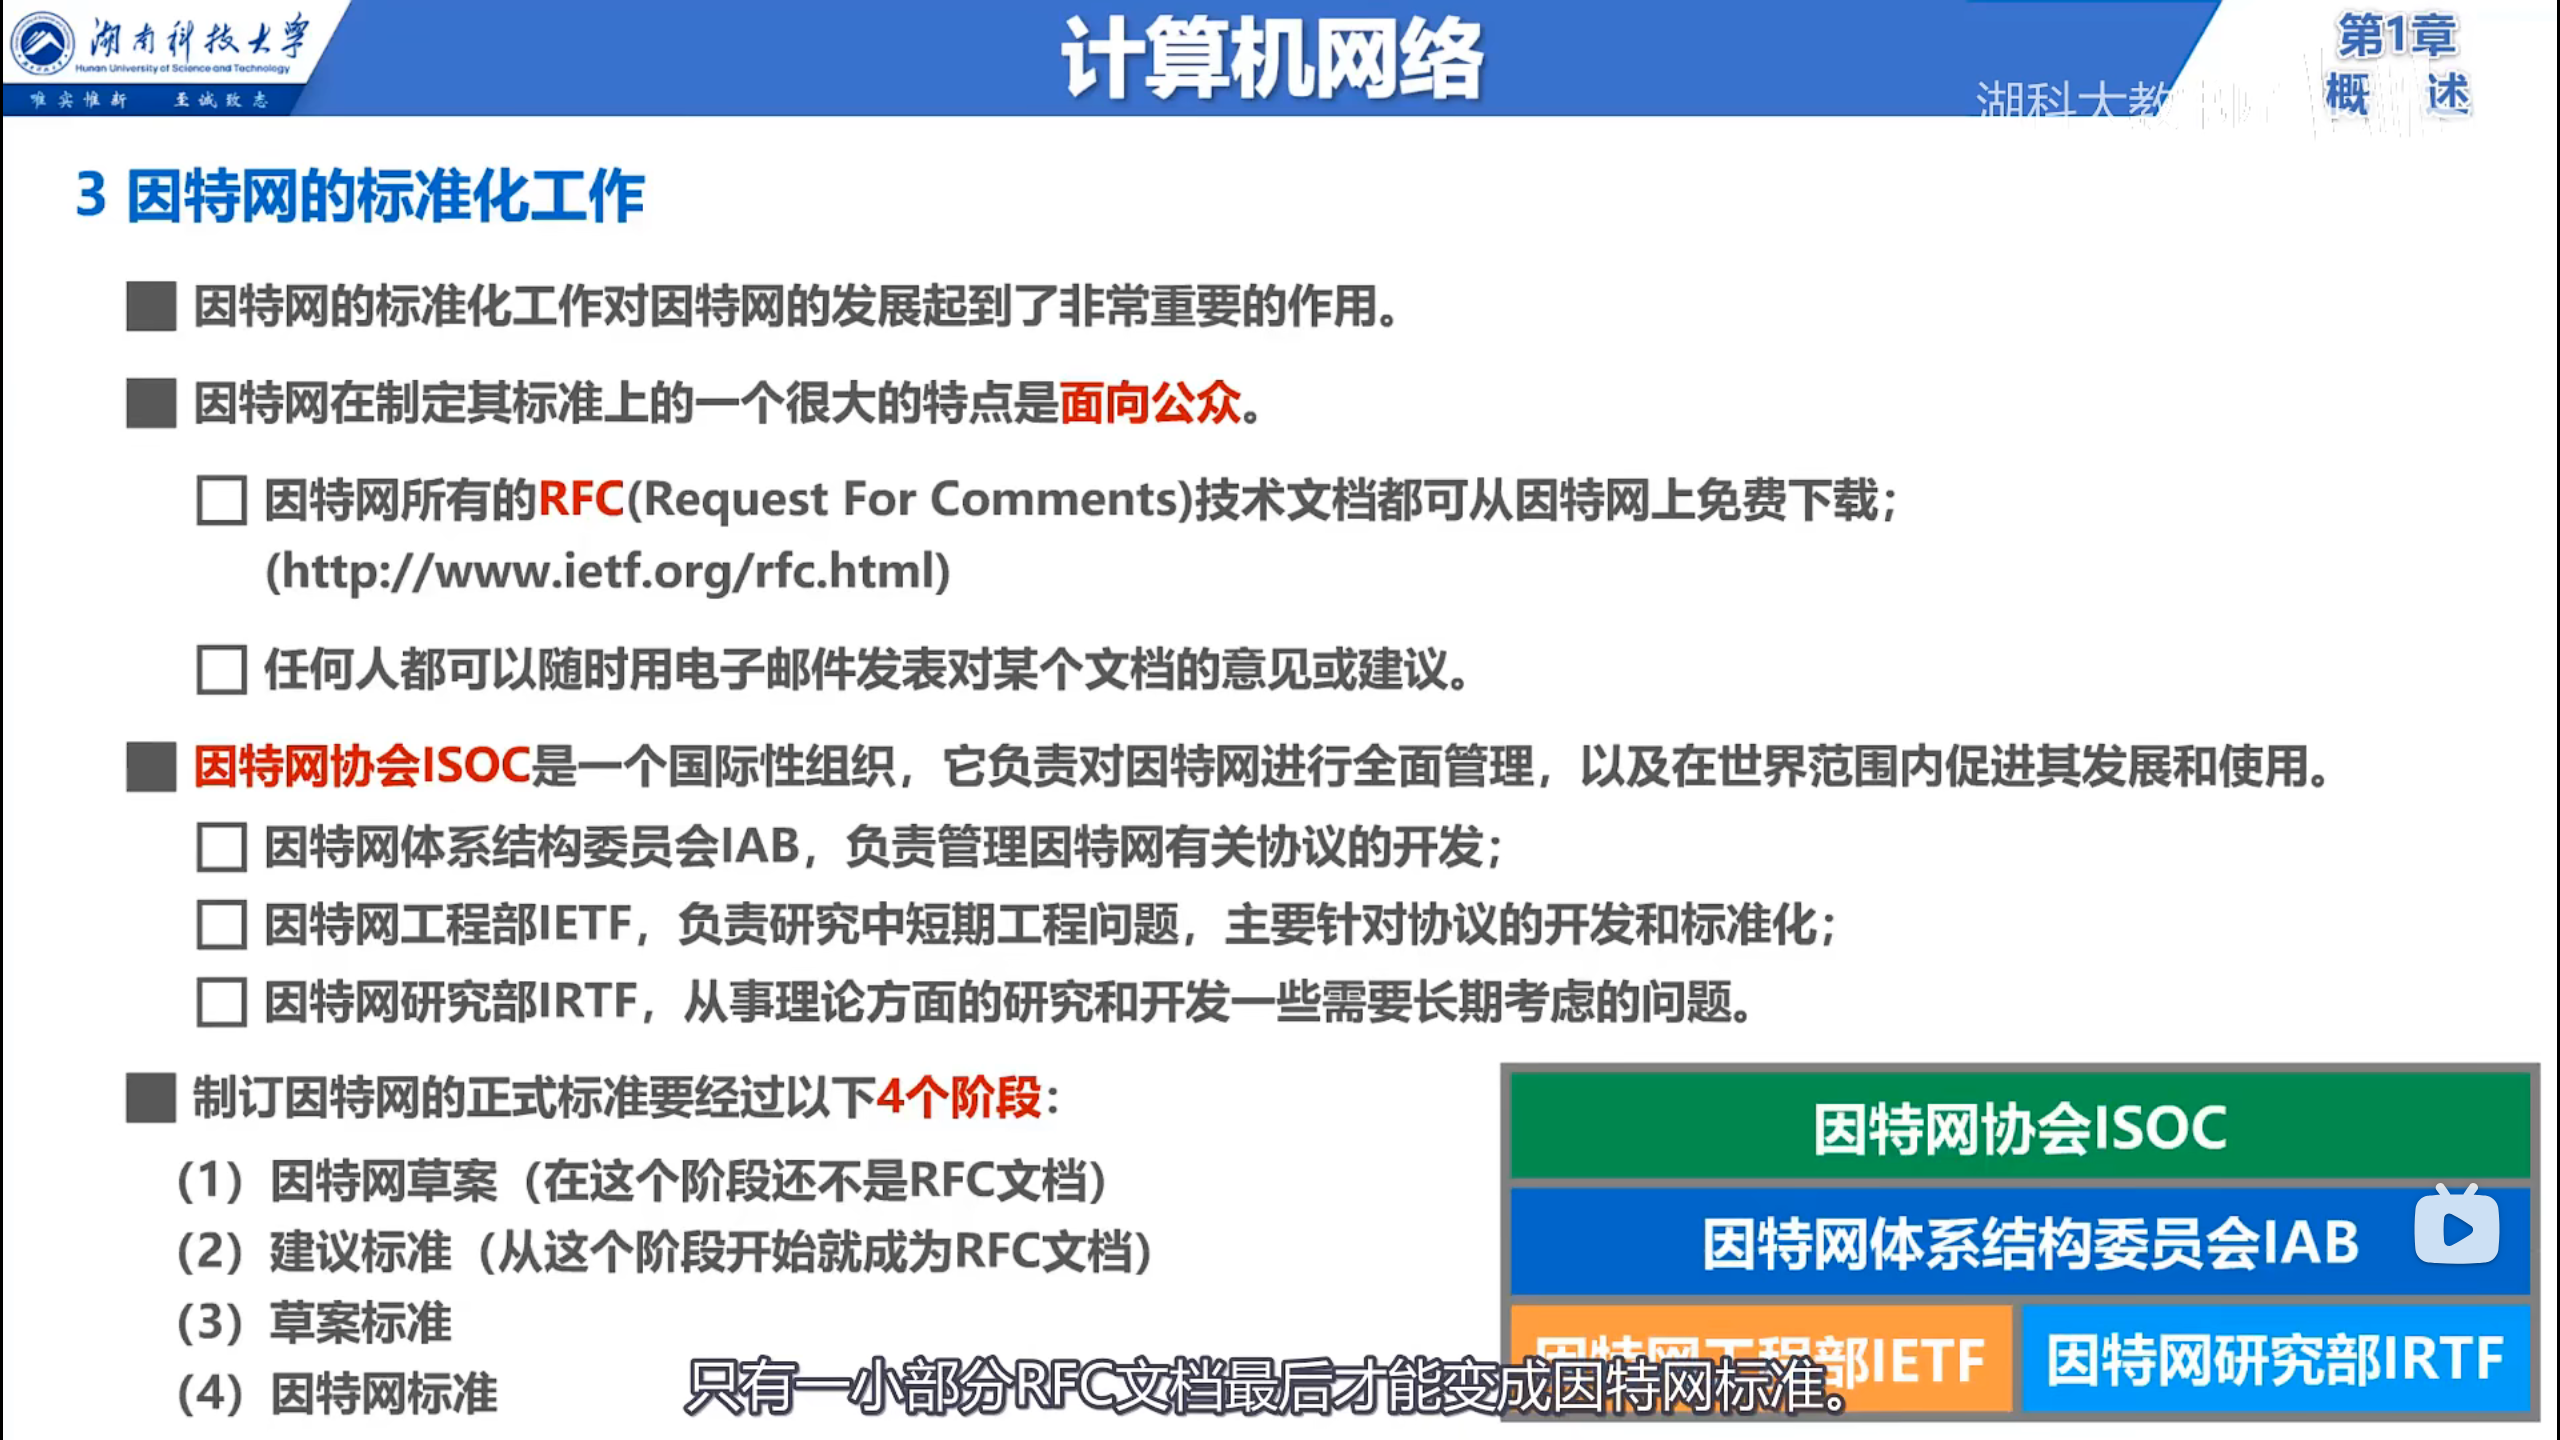 湖南科技大学
Hunan University of Science and Technology
唯实惟新 至诚致志
计算机网络
第1章
概 述
湖科大教
3 因特网的标准化工作
因特网的标准化工作对因特网的发展起到了非常重要的作用。
因特网在制定其标准上的一个很大的特点是面向公众。
因特网所有的RFC(Request For Comments)技术文档都可从因特网上免费下载；
(http://www.ietf.org/rfc.html)
任何人都可以随时用电子邮件发表对某个文档的意见或建议。
因特网协会ISOC是一个国际性组织，它负责对因特网进行全面管理，以及在世界范围内促进其发展和使用。
因特网体系结构委员会IAB，负责管理因特网有关协议的开发；
因特网工程部IETF，负责研究中短期工程问题，主要针对协议的开发和标准化；
因特网研究部IRTF，从事理论方面的研究和开发一些需要长期考虑的问题。
制订因特网的正式标准要经过以下4个阶段：
（1）因特网草案（在这个阶段还不是RFC文档）
（2）建议标准（从这个阶段开始就成为RFC文档）
（3）草案标准
（4）因特网标准
因特网协会ISOC
因特网体系结构委员会IAB
因特网工程部IETF
因特网研究部IRTF
只有一小部分RFC文档最后才能变成因特网标准。